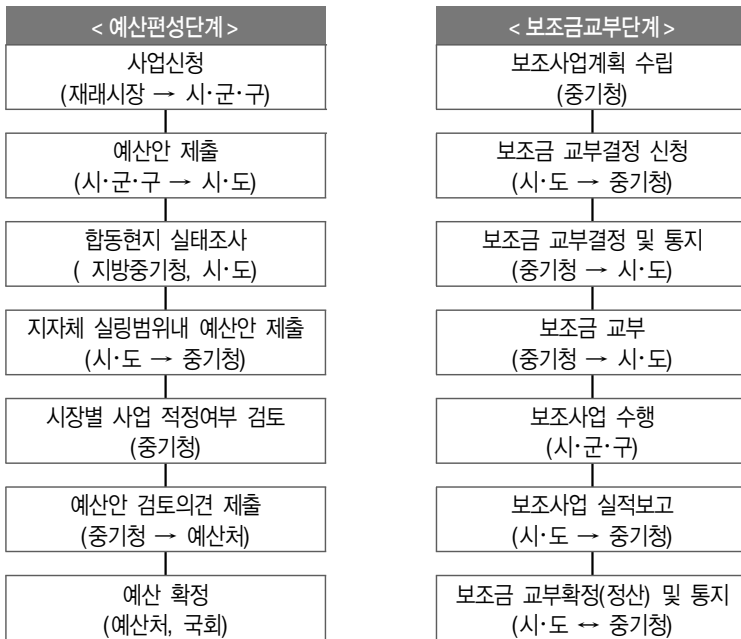 < 예산편성단계 >
사업신청
(재래시장 → 시·군·구)
예산안 제출
(시·군·구 → 시·도)
합동현지 실태조사
( 지방중기청, 시·도)
지자체 실링범위내 예산안 제출
(시·도 → 중기청)
시장별 사업 적정여부 검토
(중기청)
예산안 검토의견 제출
(중기청 → 예산처)
예산 확정
(예산처, 국회)
< 보조금교부단계 >
보조사업계획 수립
(중기청)
보조금 교부결정 신청
(시·도 → 중기청)
보조금 교부결정 및 통지
(중기청 → 시·도)
보조금 교부
(중기청 → 시·도)
보조사업 수행
(시·군·구)
보조사업 실적보고
(시·도 → 중기청)
보조금 교부확정(정산) 및 통지
(시·도 ↔ 중기청)